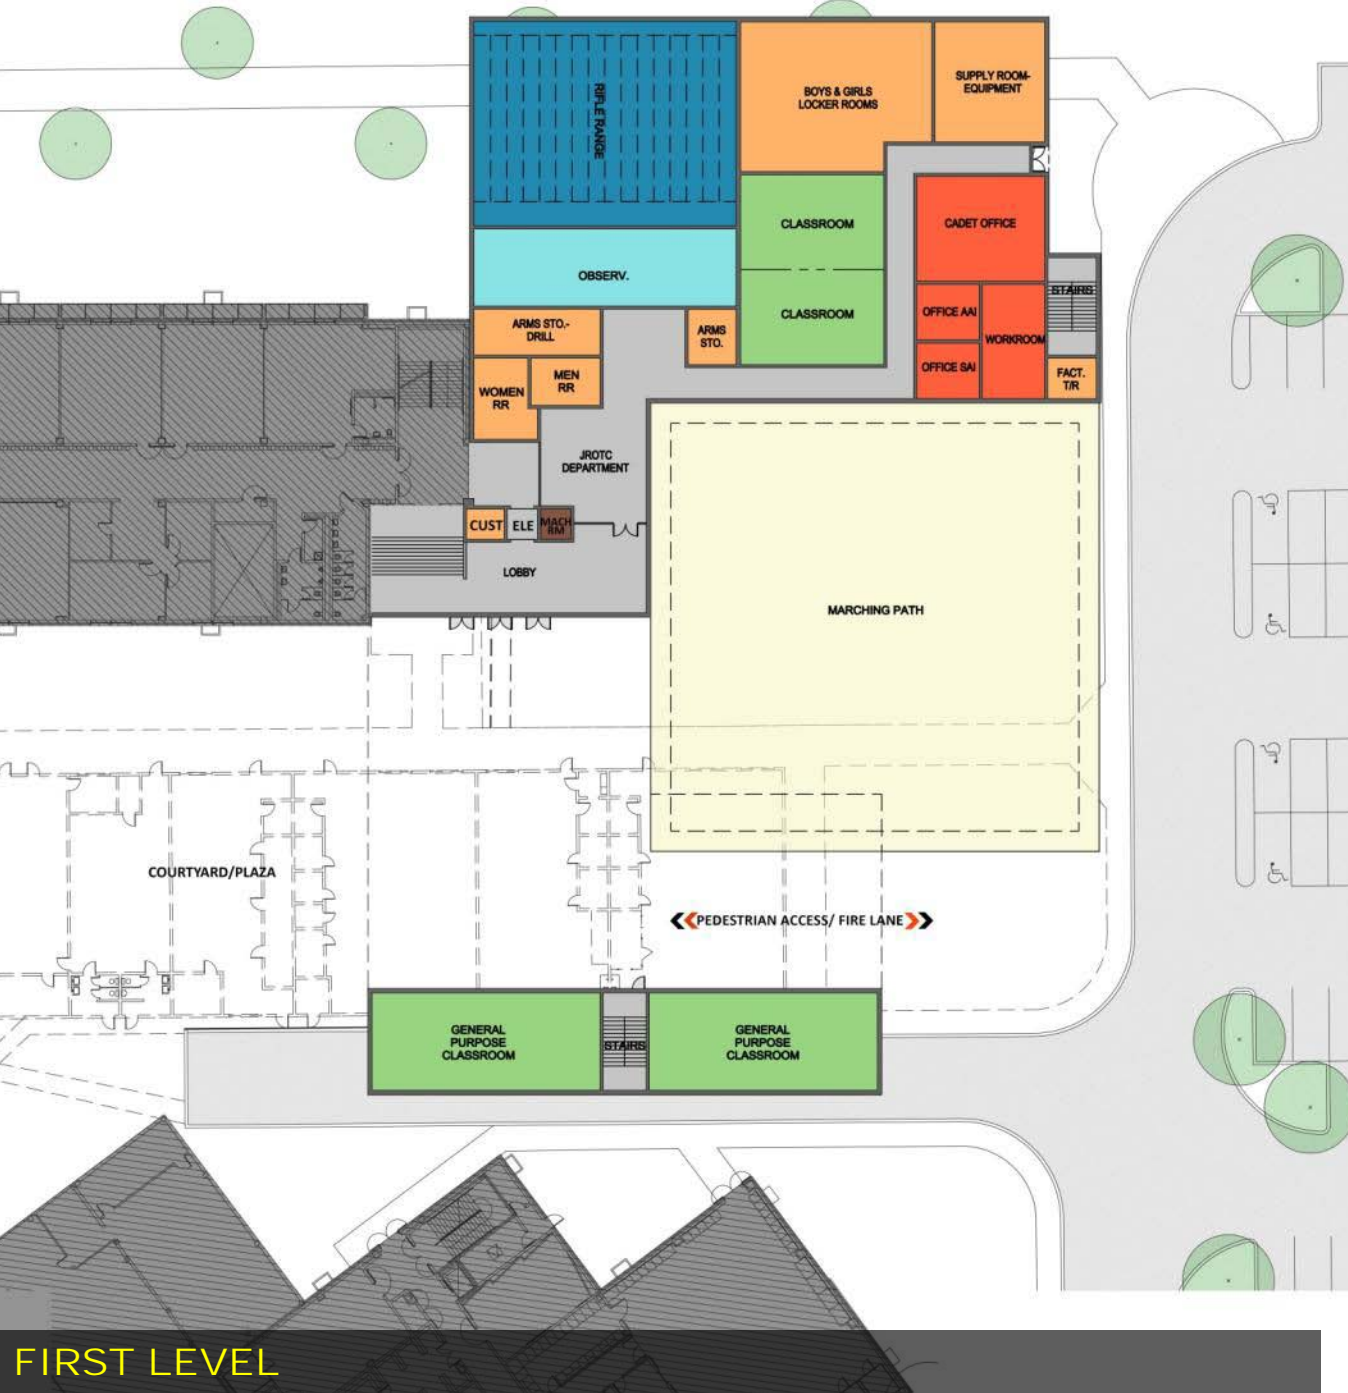 RIFLE RANGE
BOYS & GIRLS
LOCKER ROOMS
SUPPLY ROOM-
EQUIPMENT
CLASSROOM
CADET OFFICE
OBSERV.
STAIRS
CLASSROOM
OFFICE AAI
ARMS STO.-
DRILL
ARMS
STO.
WORKROOM
OFFICE SAI
MEN
RR
FACT.
T/R
WOMEN
RR
JROTC
DEPARTMENT
CUST
ELE
MACH
RM
LOBBY
MARCHING PATH
COURTYARD/PLAZA
PEDESTRIAN ACCESS/ FIRE LANE
GENERAL
PURPOSE
CLASSROOM
STAIRS
GENERAL
PURPOSE
CLASSROOM
FIRST LEVEL